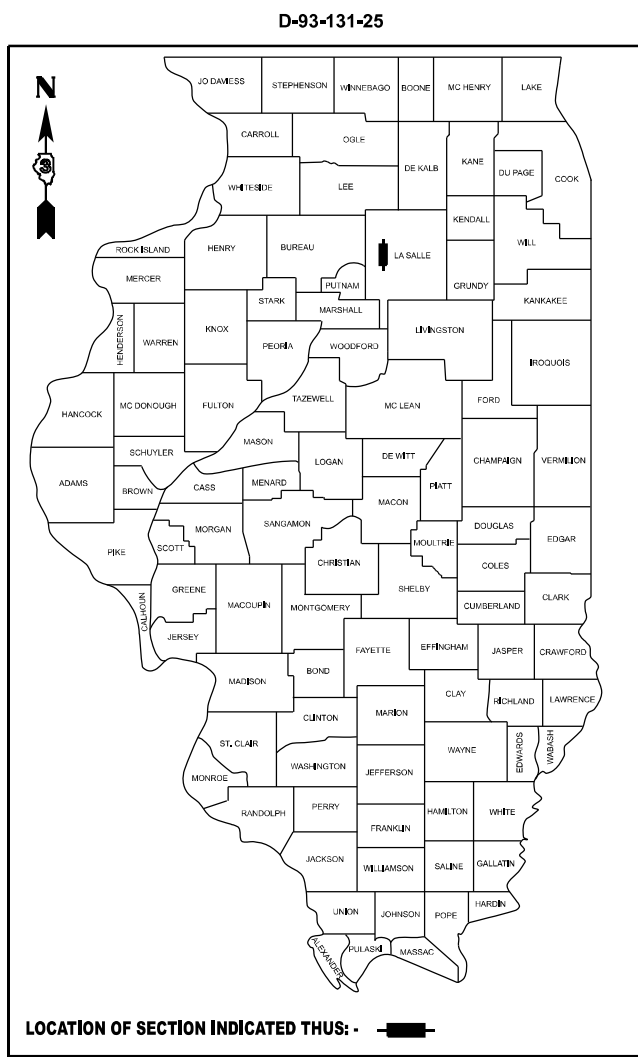 D-93-131-25
JO DAVIESS
STEPHENSON
WINNEBAGO
BOONE
MC HENRY
LAKE
N
CARROLL
OGLE
DE KALB
KANE
DU PAGE
COOK
3
WHITESIDE
LEE
KENDALL
ROCK ISLAND
HENRY
BUREAU
LA SALLE
WILL
MERCER
PUTNAM
GRUNDY
STARK
MARSHALL
KANKAKEE
HENDERSON
WARREN
KNOX
PEORIA
WOODFORD
LIVINGSTON
IROQUOIS
HANCOCK
MC DONOUGH
FULTON
TAZEWELL
MC LEAN
FORD
SCHUYLER
MASON
LOGAN
DE WITT
CHAMPAIGN
VERMILION
ADAMS
BROWN
CASS
MENARD
PIATT
MACON
PIKE
SCOTT
MORGAN
SANGAMON
MOULTRIE
DOUGLAS
EDGAR
CHRISTIAN
COLES
CALHOUN
GREENE
MACOUPIN
MONTGOMERY
SHELBY
CUMBERLAND
CLARK
JERSEY
FAYETTE
EFFINGHAM
JASPER
CRAWFORD
MADISON
BOND
CLAY
RICHLAND
LAWRENCE
CLINTON
MARION
ST. CLAIR
WAYNE
EDWARDS
WABASH
MONROE
WASHINGTON
JEFFERSON
RANDOLPH
PERRY
HAMILTON
WHITE
FRANKLIN
JACKSON
WILLIAMSON
SALINE
GALLATIN
UNION
JOHNSON
POPE
HARDIN
ALEXANDER
PULASKI
MASSAC
LOCATION OF SECTION INDICATED THUS: -